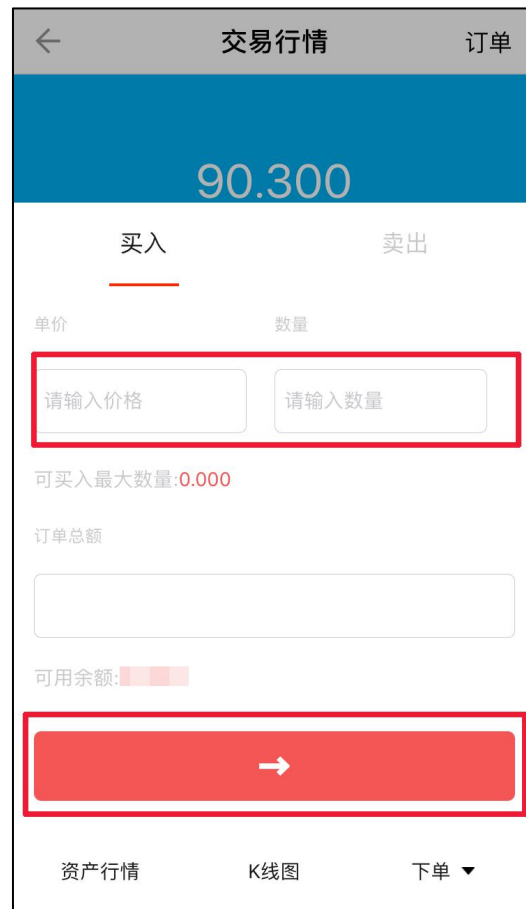 交易行情 订单
90.300
买入 卖出
单价 数量
请输入价格 请输入数量
可买入最大数量:0.000
订单总额
可用余额:
资产行情 K线图 下单